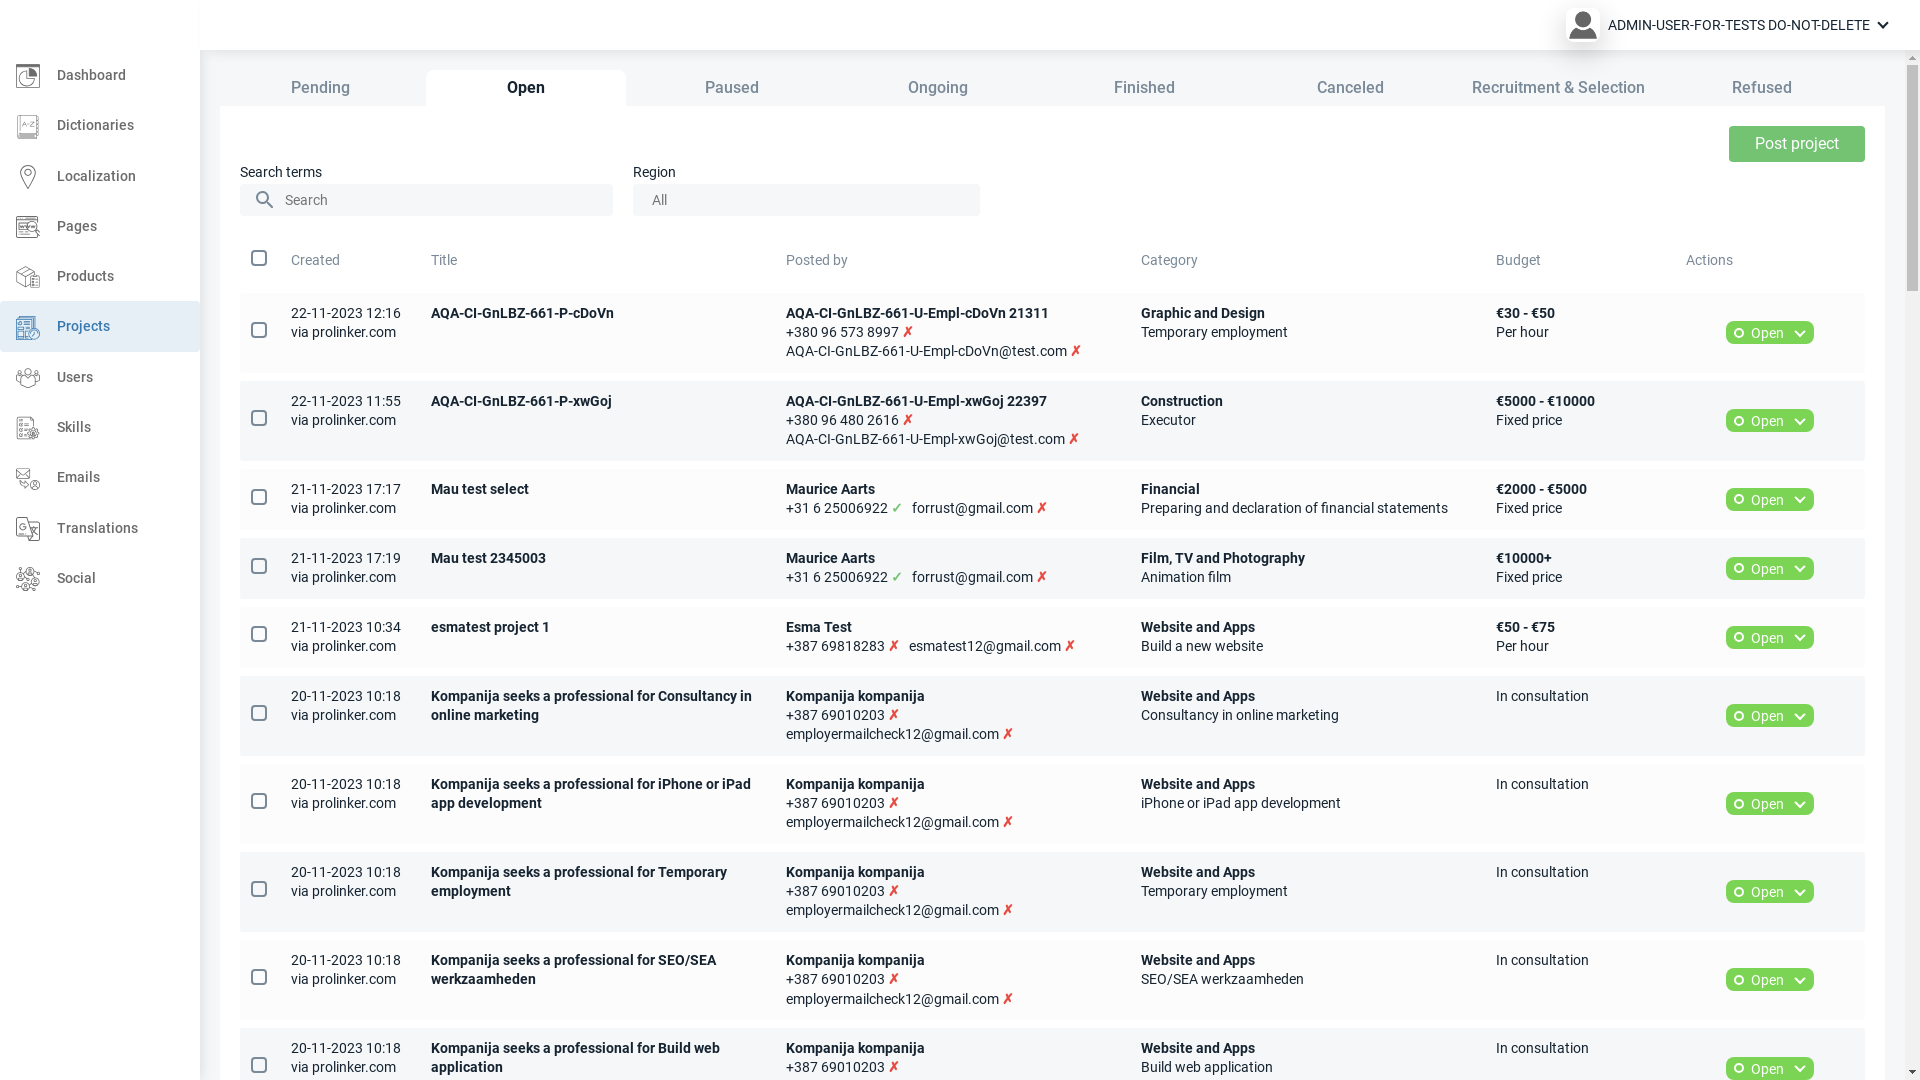 ADMIN-USER-FOR-TESTS DO-NOT-DELETE
Dashboard
Dictionaries
Localization
Pages
Products
Projects
Users
Skills
Emails
Translations
Social
Pending
Open
Paused
Ongoing
Finished
Canceled
Recruitment & Selection
Refused
Post project
Search terms
Search
Region
All
Created
Title
Posted by
Category
Budget
Actions
22-11-2023 12:16
via prolinker.com
AQA-CI-GnLBZ-661-P-cDoVn
AQA-CI-GnLBZ-661-U-Empl-cDoVn 21311
+380 96 573 8997 ✗
AQA-CI-GnLBZ-661-U-Empl-cDoVn@test.com ✗
Graphic and Design
Temporary employment
€30 - €50
Per hour
Open
22-11-2023 11:55
via prolinker.com
AQA-CI-GnLBZ-661-P-xwGoj
AQA-CI-GnLBZ-661-U-Empl-xwGoj 22397
+380 96 480 2616 ✗
AQA-CI-GnLBZ-661-U-Empl-xwGoj@test.com ✗
Construction
Executor
€5000 - €10000
Fixed price
Open
21-11-2023 17:17
via prolinker.com
Mau test select
Maurice Aarts
+31 6 25006922 ✓ forrust@gmail.com ✗
Financial
Preparing and declaration of financial statements
€2000 - €5000
Fixed price
Open
21-11-2023 17:19
via prolinker.com
Mau test 2345003
Maurice Aarts
+31 6 25006922 ✓ forrust@gmail.com ✗
Film, TV and Photography
Animation film
€10000+
Fixed price
Open
21-11-2023 10:34
via prolinker.com
esmatest project 1
Esma Test
+387 69818283 ✗ esmatest12@gmail.com ✗
Website and Apps
Build a new website
€50 - €75
Per hour
Open
20-11-2023 10:18
via prolinker.com
Kompanija seeks a professional for Consultancy in
online marketing
Kompanija kompanija
+387 69010203 ✗
employermailcheck12@gmail.com ✗
Website and Apps
Consultancy in online marketing
In consultation
Open
20-11-2023 10:18
via prolinker.com
Kompanija seeks a professional for iPhone or iPad
app development
Kompanija kompanija
+387 69010203 ✗
employermailcheck12@gmail.com ✗
Website and Apps
iPhone or iPad app development
In consultation
Open
20-11-2023 10:18
via prolinker.com
Kompanija seeks a professional for Temporary
employment
Kompanija kompanija
+387 69010203 ✗
employermailcheck12@gmail.com ✗
Website and Apps
Temporary employment
In consultation
Open
20-11-2023 10:18
via prolinker.com
Kompanija seeks a professional for SEO/SEA
werkzaamheden
Kompanija kompanija
+387 69010203 ✗
employermailcheck12@gmail.com ✗
Website and Apps
SEO/SEA werkzaamheden
In consultation
Open
20-11-2023 10:18
via prolinker.com
Kompanija seeks a professional for Build web
application
Kompanija kompanija
+387 69010203 ✗
Website and Apps
Build web application
In consultation
Open